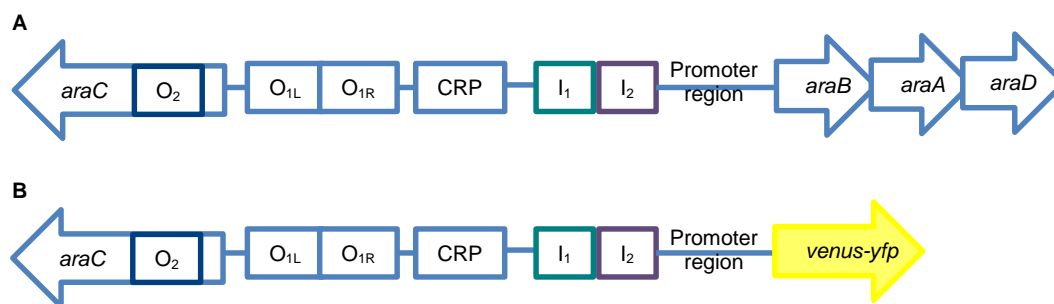 A
araC O₂ O₁L O₁R CRP I₁ I₂ Promoter region araB araA araD
B
araC O₂ O₁L O₁R CRP I₁ I₂ Promoter region venus-yfp